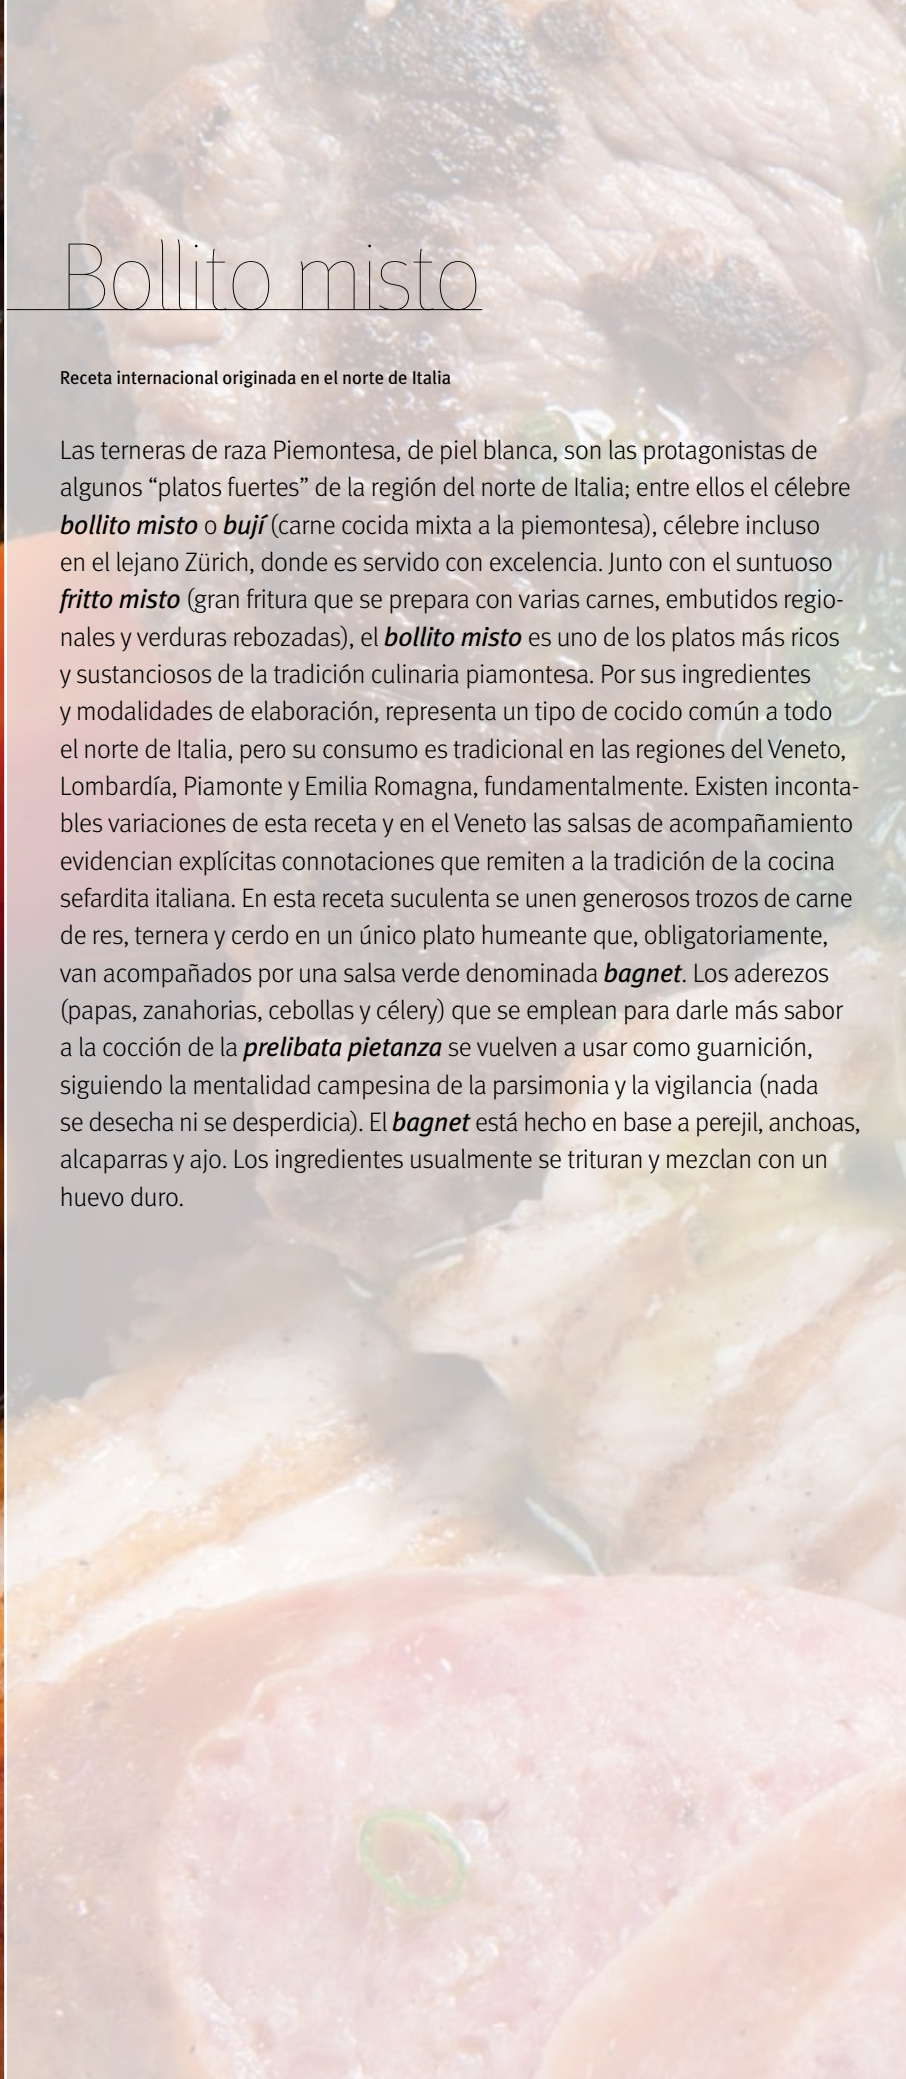 Bollito misto
Receta internacional originada en el norte de Italia
Las terneras de raza Piemontesa, de piel blanca, son las protagonistas de
algunos “platos fuertes” de la región del norte de Italia; entre ellos el célebre
bollito misto o bují (carne cocida mixta a la piemontesa), célebre incluso
en el lejano Zürich, donde es servido con excelencia. Junto con el suntuoso
fritto misto (gran fritura que se prepara con varias carnes, embutidos regio-
nales y verduras rebozadas), el bollito misto es uno de los platos más ricos
y sustanciosos de la tradición culinaria piamontesa. Por sus ingredientes
y modalidades de elaboración, representa un tipo de cocido común a todo
el norte de Italia, pero su consumo es tradicional en las regiones del Veneto,
Lombardía, Piamonte y Emilia Romagna, fundamentalmente. Existen inconta-
bles variaciones de esta receta y en el Veneto las salsas de acompañamiento
evidencian explícitas connotaciones que remiten a la tradición de la cocina
sefardita italiana. En esta receta suculenta se unen generosos trozos de carne
de res, ternera y cerdo en un único plato humeante que, obligatoriamente,
van acompañados por una salsa verde denominada bagnet. Los aderezos
(papas, zanahorias, cebollas y célery) que se emplean para darle más sabor
a la cocción de la prelibata pietanza se vuelven a usar como guarnición,
siguiendo la mentalidad campesina de la parsimonia y la vigilancia (nada
se desecha ni se desperdicia). El bagnet está hecho en base a perejil, anchoas,
alcaparras y ajo. Los ingredientes usualmente se trituran y mezclan con un
huevo duro.